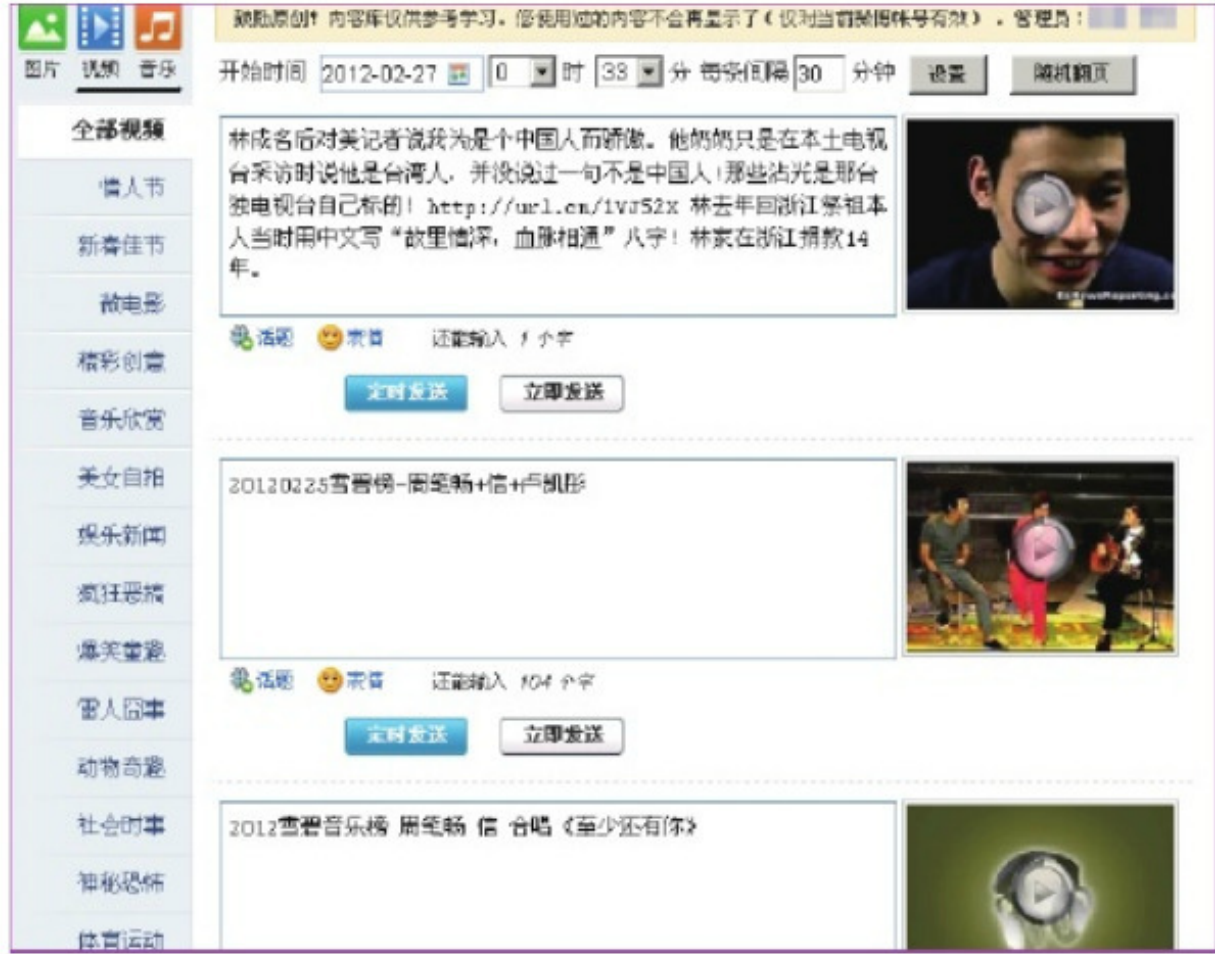 鼓励原创! 内容库仅供参考学习。您使用过的内容不会再显示了(仅对当前微博帐号有效)，管理员:
图片 视频 音乐
开始时间 2012-02-27 0 时 33 分 每条间隔 30 分钟 设置 随机翻页
全部视频
情人节
新春佳节
微电影
精彩创意
音乐欣赏
美女自拍
娱乐新闻
疯狂恶搞
爆笑童趣
雷人囧事
动物奇趣
社会时事
神秘恐怖
体育运动
林成名后对美记者说我为是个中国人而骄傲。他奶奶只是在本土电视
台采访时说他是台湾人，并没说过一句不是中国人!那些沾光是那台
独电视台自己标的! http://url.cn/1VJ52X 林去年回浙江祭祖本
人当时用中文写“故里情深，血脉相通”八字! 林家在浙江捐款14
年。
话题 表情 还能输入 1 个字
定时发送 立即发送
20120225雪碧榜-周笔畅+信+卢凯彤
话题 表情 还能输入 104 个字
定时发送 立即发送
2012雪碧音乐榜 周笔畅 信 合唱《至少还有你》